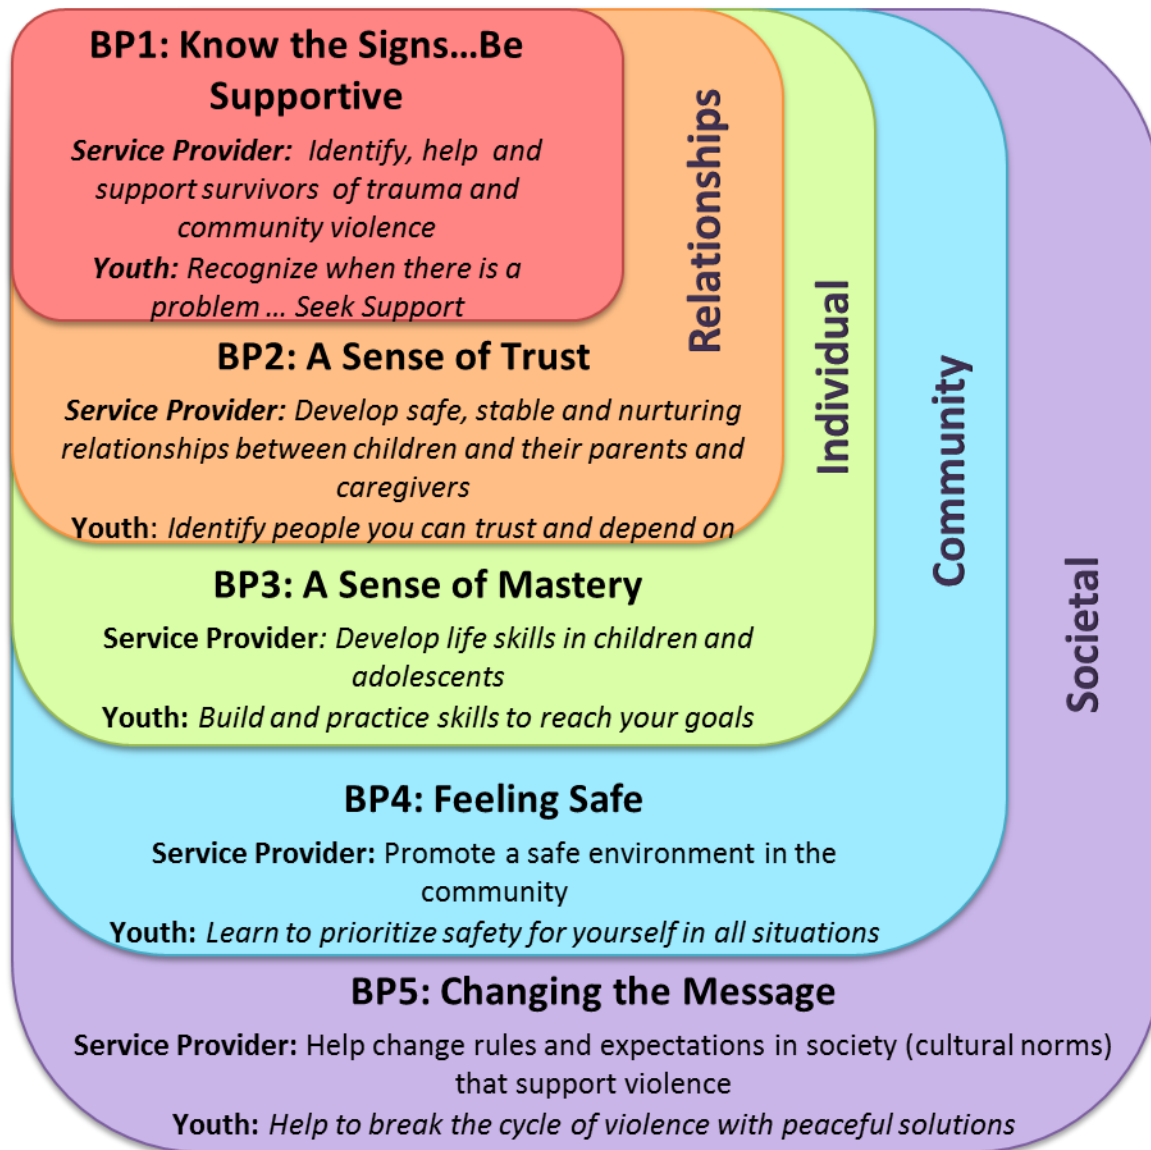 BP1: Know the Signs...Be
Supportive
Service Provider: Identify, help and
support survivors of trauma and
community violence
Youth: Recognize when there is a
problem ... Seek Support
Relationships
BP2: A Sense of Trust
Service Provider: Develop safe, stable and nurturing
relationships between children and their parents and
caregivers
Youth: Identify people you can trust and depend on
Individual
BP3: A Sense of Mastery
Service Provider: Develop life skills in children and
adolescents
Youth: Build and practice skills to reach your goals
Community
BP4: Feeling Safe
Service Provider: Promote a safe environment in the
community
Youth: Learn to prioritize safety for yourself in all situations
Societal
BP5: Changing the Message
Service Provider: Help change rules and expectations in society (cultural norms)
that support violence
Youth: Help to break the cycle of violence with peaceful solutions